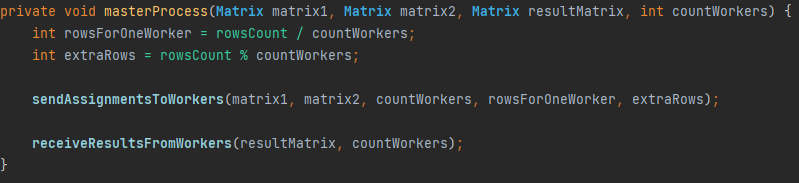 private void masterProcess(Matrix matrix1, Matrix matrix2, Matrix resultMatrix, int countWorkers) {
    int rowsForOneWorker = rowsCount / countWorkers;
    int extraRows = rowsCount % countWorkers;

    sendAssignmentsToWorkers(matrix1, matrix2, countWorkers, rowsForOneWorker, extraRows);

    receiveResultsFromWorkers(resultMatrix, countWorkers);
}